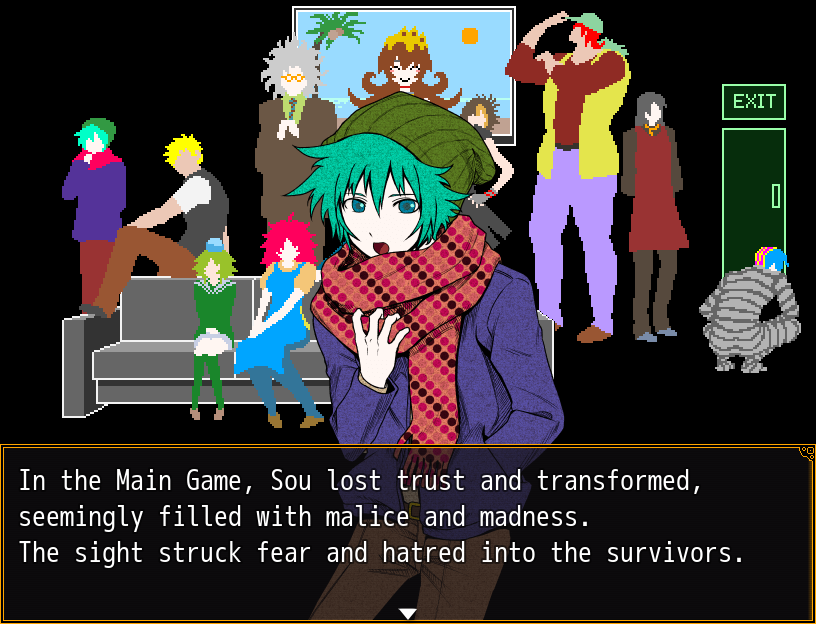 EXIT
In the Main Game, Sou lost trust and transformed,
seemingly filled with malice and madness.
The sight struck fear and hatred into the survivors.